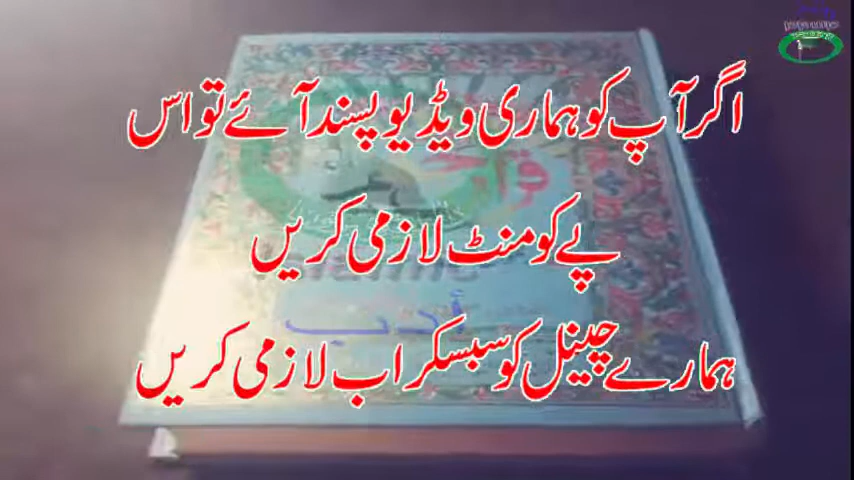 اگر آپ کو ہماری ویڈیو پسند آئے تو اس
پے کومنٹ لازمی کریں
ہمارے چینل کو سبسکراب لازمی کریں
أدب